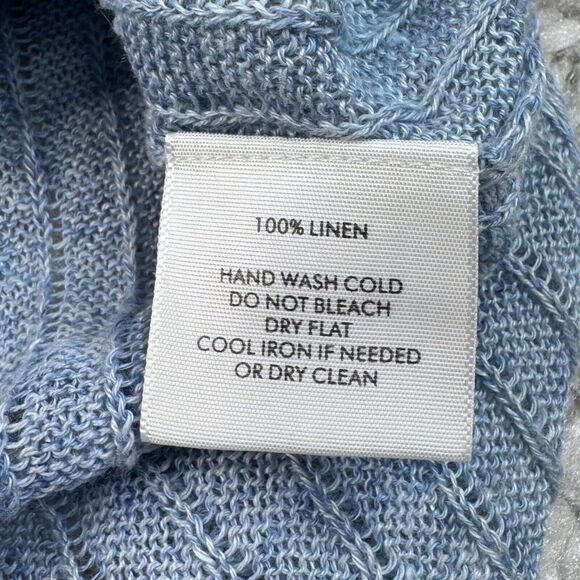 100% LINEN
HAND WASH COLD
DO NOT BLEACH
DRY FLAT
COOL IRON IF NEEDED
OR DRY CLEAN